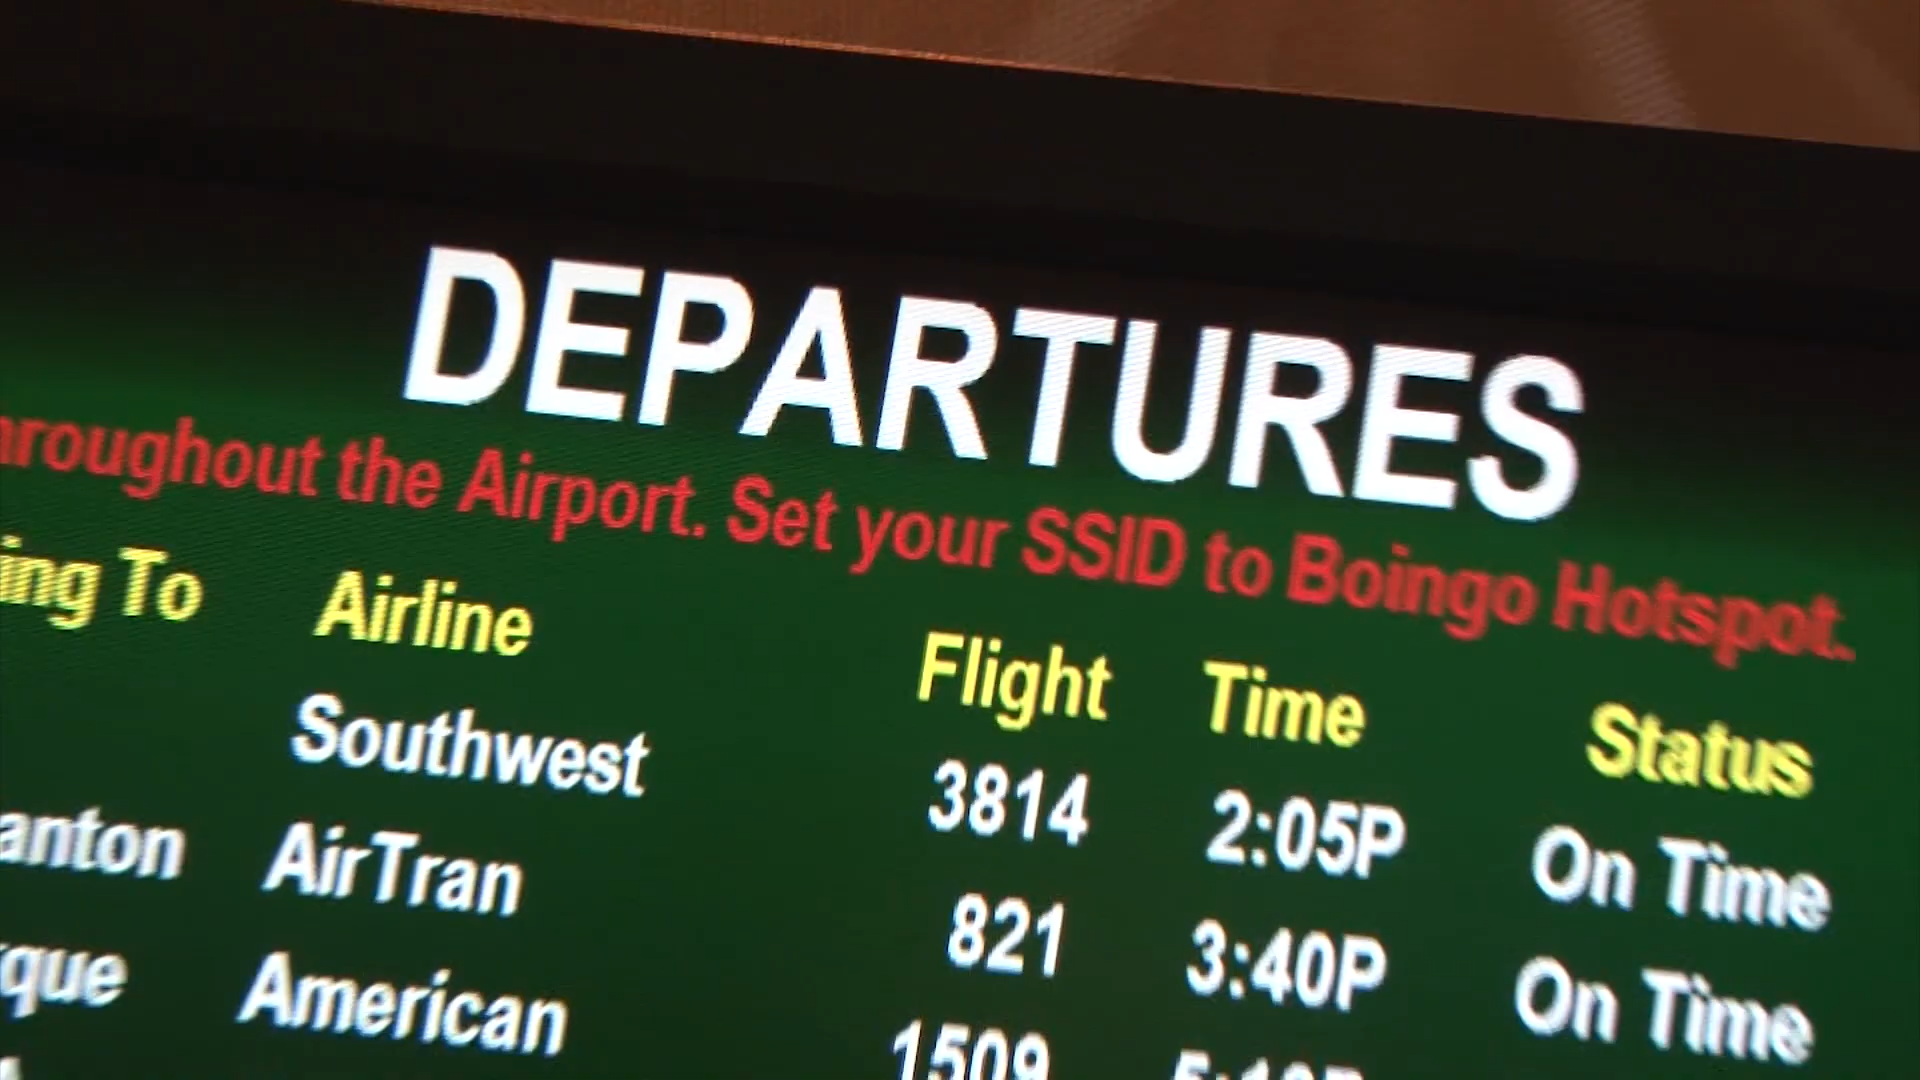 DEPARTURES
hroughout the Airport. Set your SSID to Boingo Hotspot.
ing To Airline Flight Time Status
Southwest 3814 2:05P On Time
anton AirTran 821 3:40P On Time
que American 1509